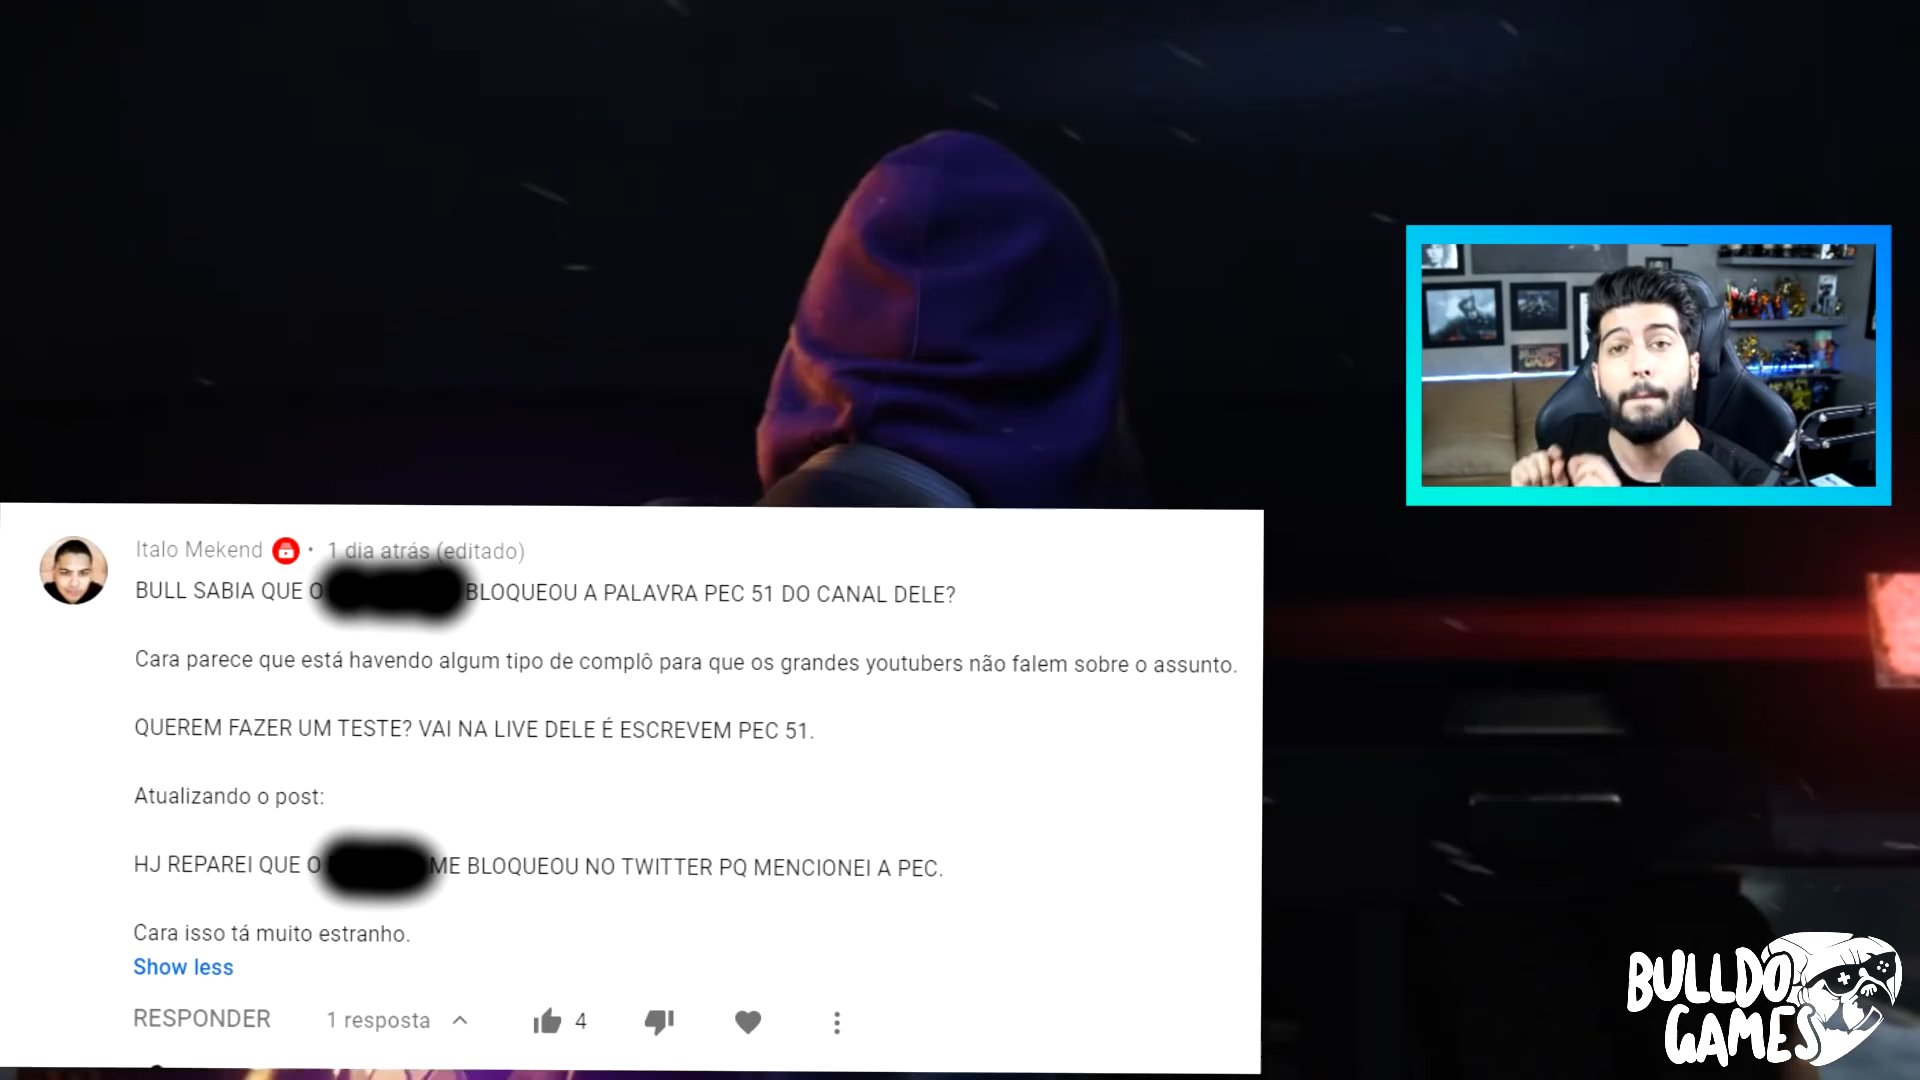 Italo Mekend • 1 dia atrás (editado)
BULL SABIA QUE O BLOQUEOU A PALAVRA PEC 51 DO CANAL DELE?
Cara parece que está havendo algum tipo de complô para que os grandes youtubers não falem sobre o assunto.
QUEREM FAZER UM TESTE? VAI NA LIVE DELE É ESCREVEM PEC 51.
Atualizando o post:
HJ REPAREI QUE O ME BLOQUEOU NO TWITTER PQ MENCIONEI A PEC.
Cara isso tá muito estranho.
Show less
RESPONDER 1 resposta 4
BULLDO
GAMES